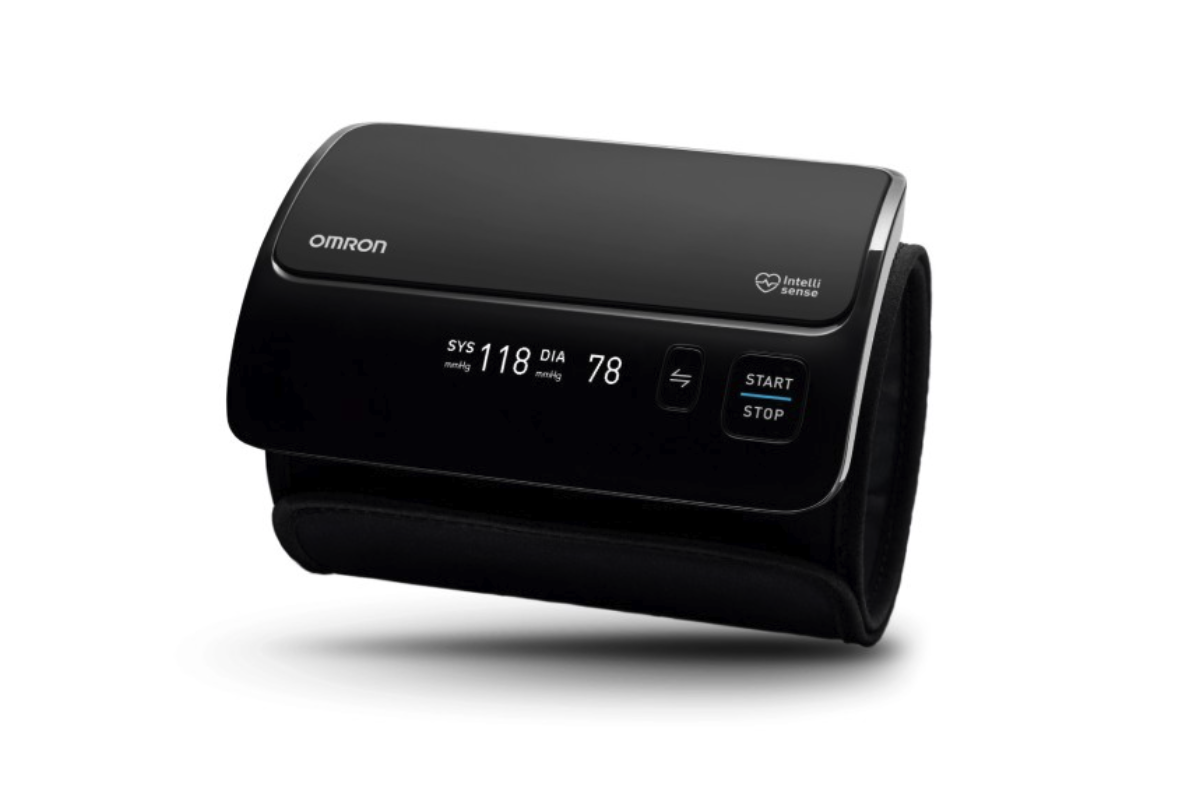 OMRON
Intelli
sense
SYS mmHg 118 DIA mmHg 78
START
STOP